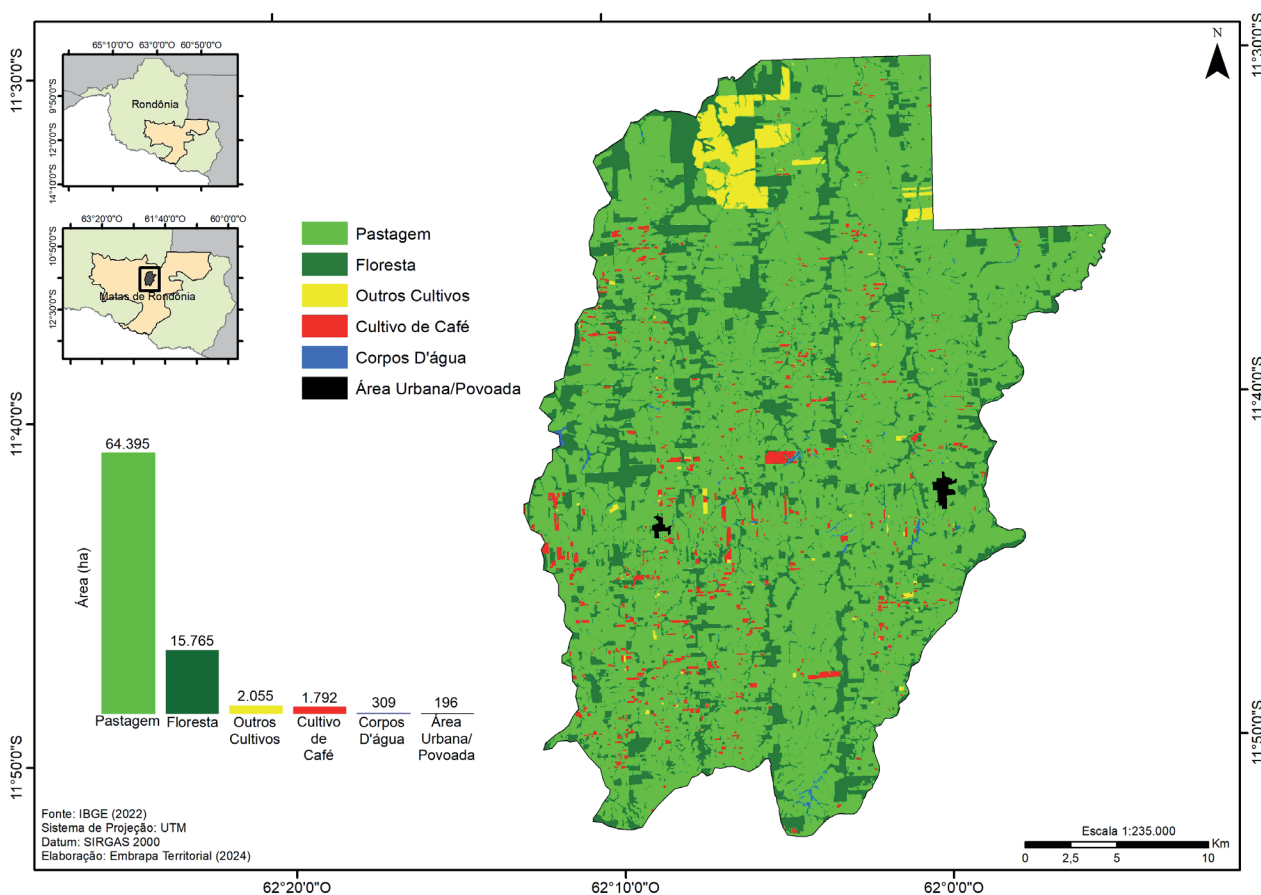 62°20'0"O
62°10'0"O
62°0'0"O
11°30'0"S
11°40'0"S
11°50'0"S
11°30'0"S
11°40'0"S
11°50'0"S
N
65°10'0"O 63°0'0"O 60°50'0"O
9°50'0"S
12°0'0"S
14°10'0"S
Rondônia
63°20'0"O 61°40'0"O 60°0'0"O
10°50'0"S
12°30'0"S
Matas de Rondônia
Pastagem
Floresta
Outros Cultivos
Cultivo de Café
Corpos D'água
Área Urbana/Povoada
Área (ha)
64.395
15.765
2.055
1.792
309
196
Pastagem
Floresta
Outros
Cultivos
Cultivo
de
Café
Corpos
D'água
Área
Urbana/
Povoada
Fonte: IBGE (2022)
Sistema de Projeção: UTM
Datum: SIRGAS 2000
Elaboração: Embrapa Territorial (2024)
Escala 1:235.000
Km
0 2,5 5 10